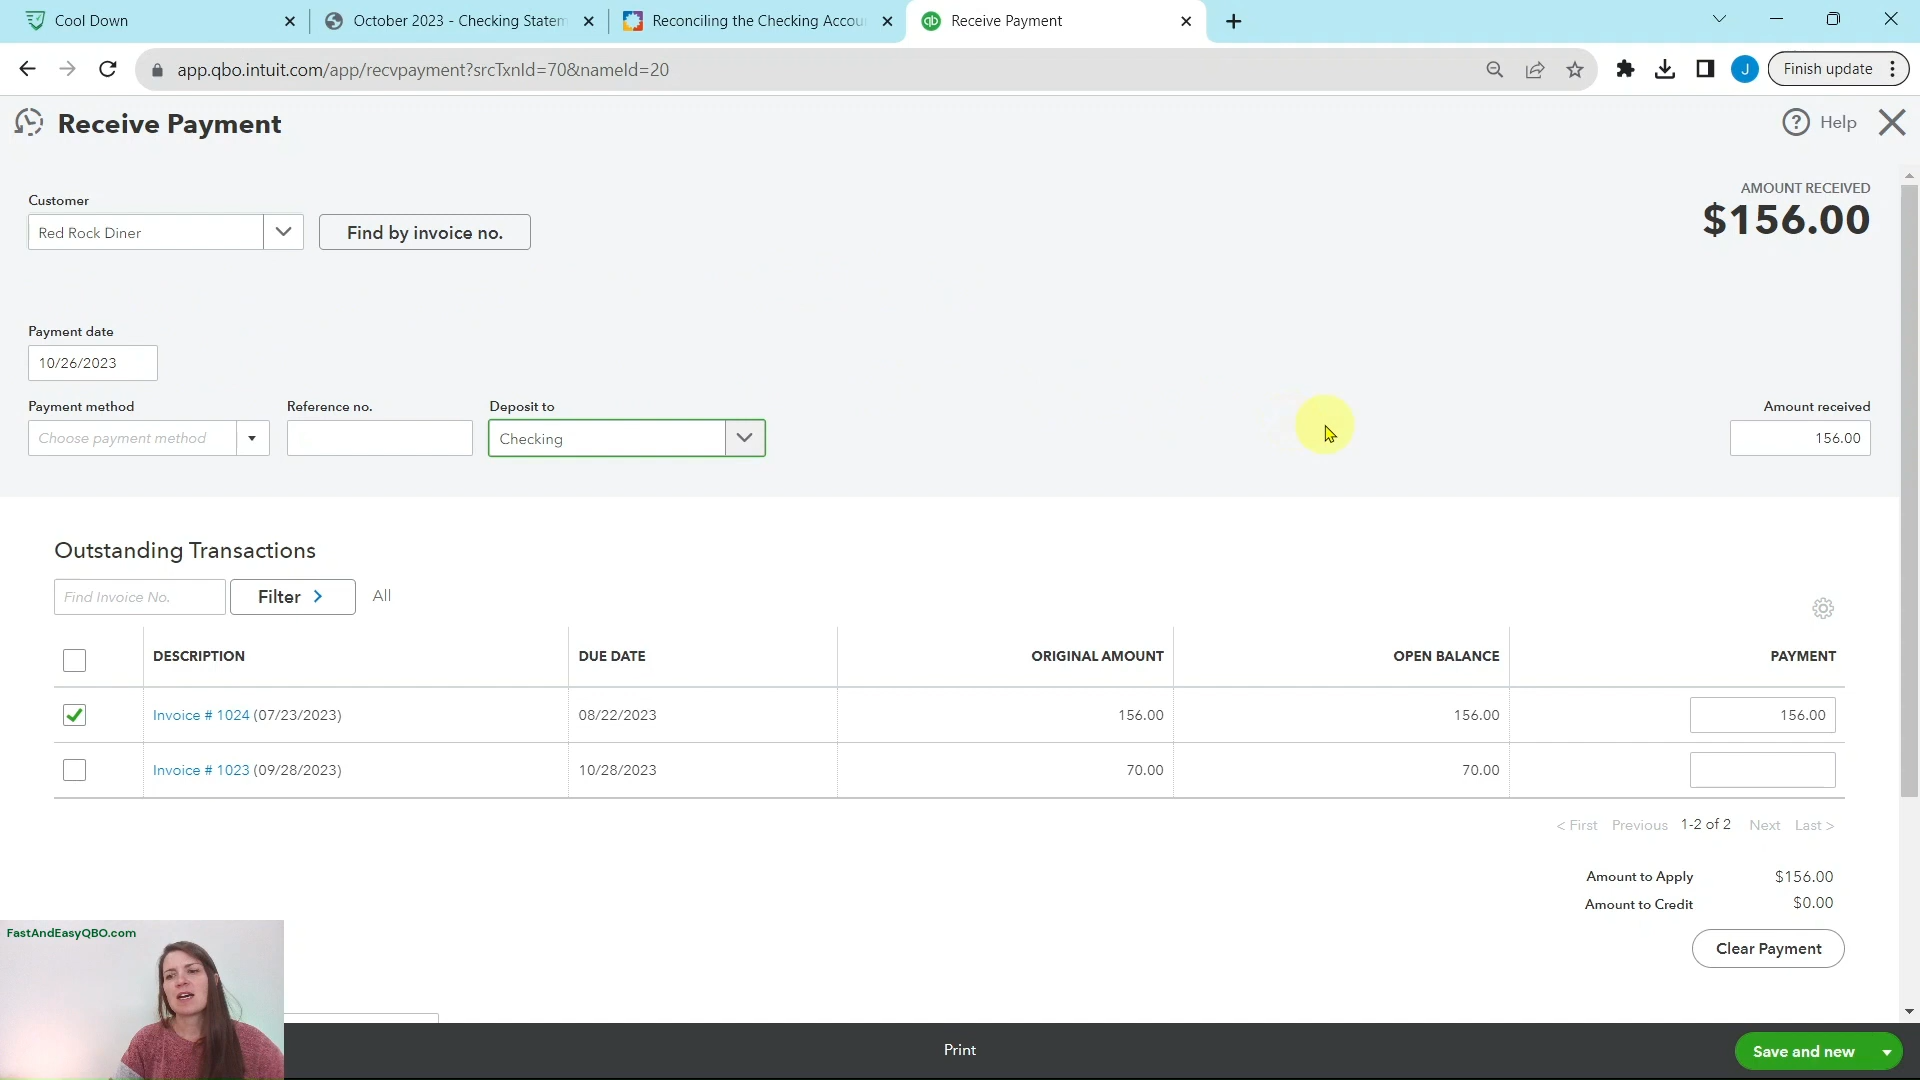 Cool Down
October 2023 - Checking Statem
Reconciling the Checking Accou
qb Receive Payment
app.qbo.intuit.com/app/recvpayment?srcTxnId=70&nameId=20
J
Finish update
Receive Payment
? Help
Customer
AMOUNT RECEIVED
$156.00
Red Rock Diner
Find by invoice no.
Payment date
10/26/2023
Payment method
Reference no.
Deposit to
Amount received
Choose payment method
Checking
156.00
Outstanding Transactions
Find Invoice No.
Filter >
All
DESCRIPTION DUE DATE ORIGINAL AMOUNT OPEN BALANCE PAYMENT
Invoice # 1024 (07/23/2023) 08/22/2023 156.00 156.00 156.00
Invoice # 1023 (09/28/2023) 10/28/2023 70.00 70.00
< First Previous 1-2 of 2 Next Last >
Amount to Apply $156.00
Amount to Credit $0.00
FastAndEasyQBO.com
Clear Payment
Print
Save and new